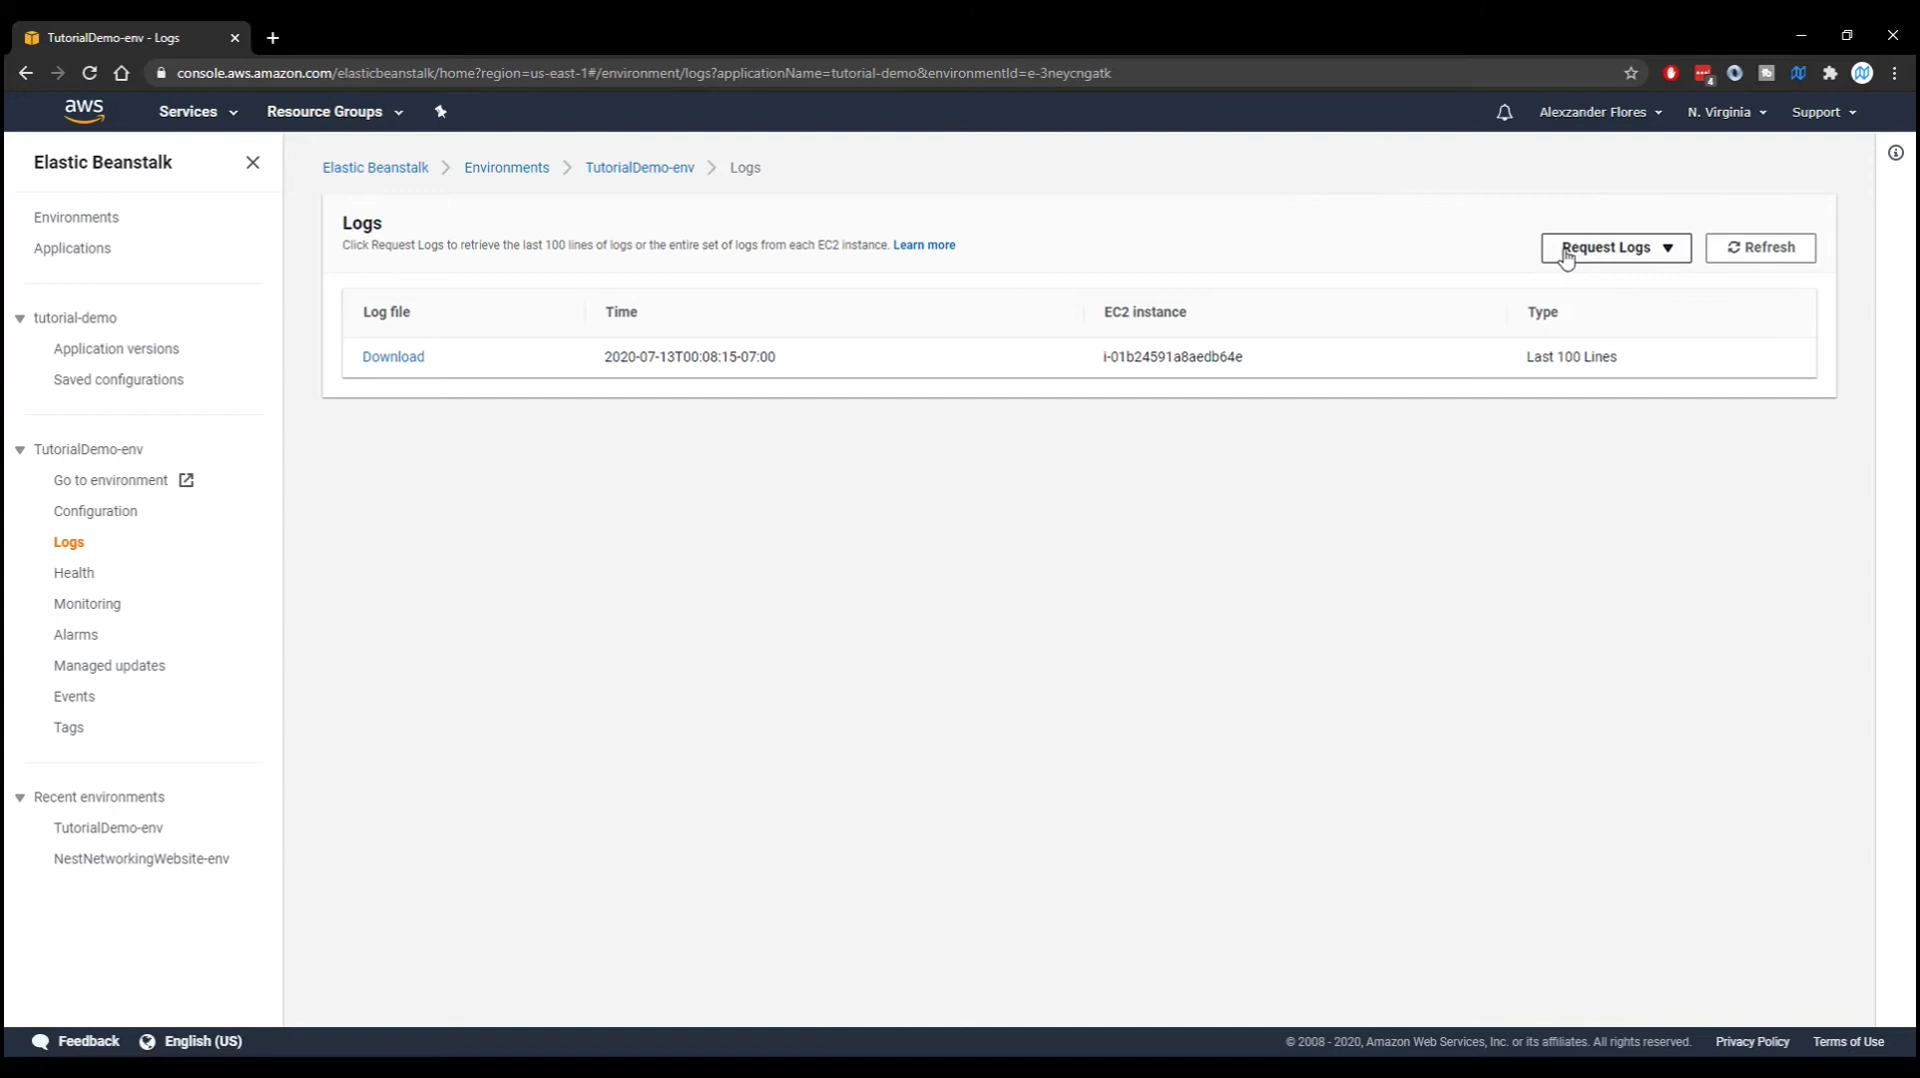 TutorialDemo-env - Logs
console.aws.amazon.com/elasticbeanstalk/home?region=us-east-1#/environment/logs?applicationName=tutorial-demo&environmentId=e-3neycngatk
4
aws
Services
Resource Groups
Alexzander Flores
N. Virginia
Support
Elastic Beanstalk
Environments
Applications
tutorial-demo
Application versions
Saved configurations
TutorialDemo-env
Go to environment
Configuration
Logs
Health
Monitoring
Alarms
Managed updates
Events
Tags
Recent environments
TutorialDemo-env
NestNetworkingWebsite-env
Elastic Beanstalk > Environments > TutorialDemo-env > Logs
Logs
Click Request Logs to retrieve the last 100 lines of logs or the entire set of logs from each EC2 instance. Learn more
Request Logs
Refresh
Log file Time EC2 instance Type
Download 2020-07-13T00:08:15-07:00 i-01b24591a8aedb64e Last 100 Lines
Feedback
English (US)
© 2008 - 2020, Amazon Web Services, Inc. or its affiliates. All rights reserved.
Privacy Policy
Terms of Use